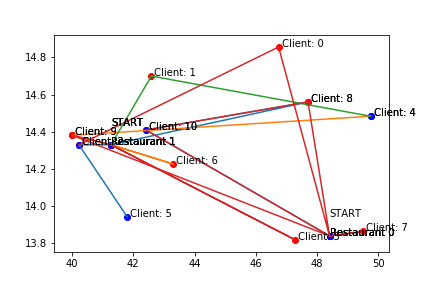 14.8
14.6
14.4
14.2
14.0
13.8
40
42
44
46
48
50
Client: 0
Client: 1
Client: 8
Client: 4
START
Client: 10
Client: 9
Restaurant 1
Client: 6
Client: 5
START
Restaurant 0
Client: 7